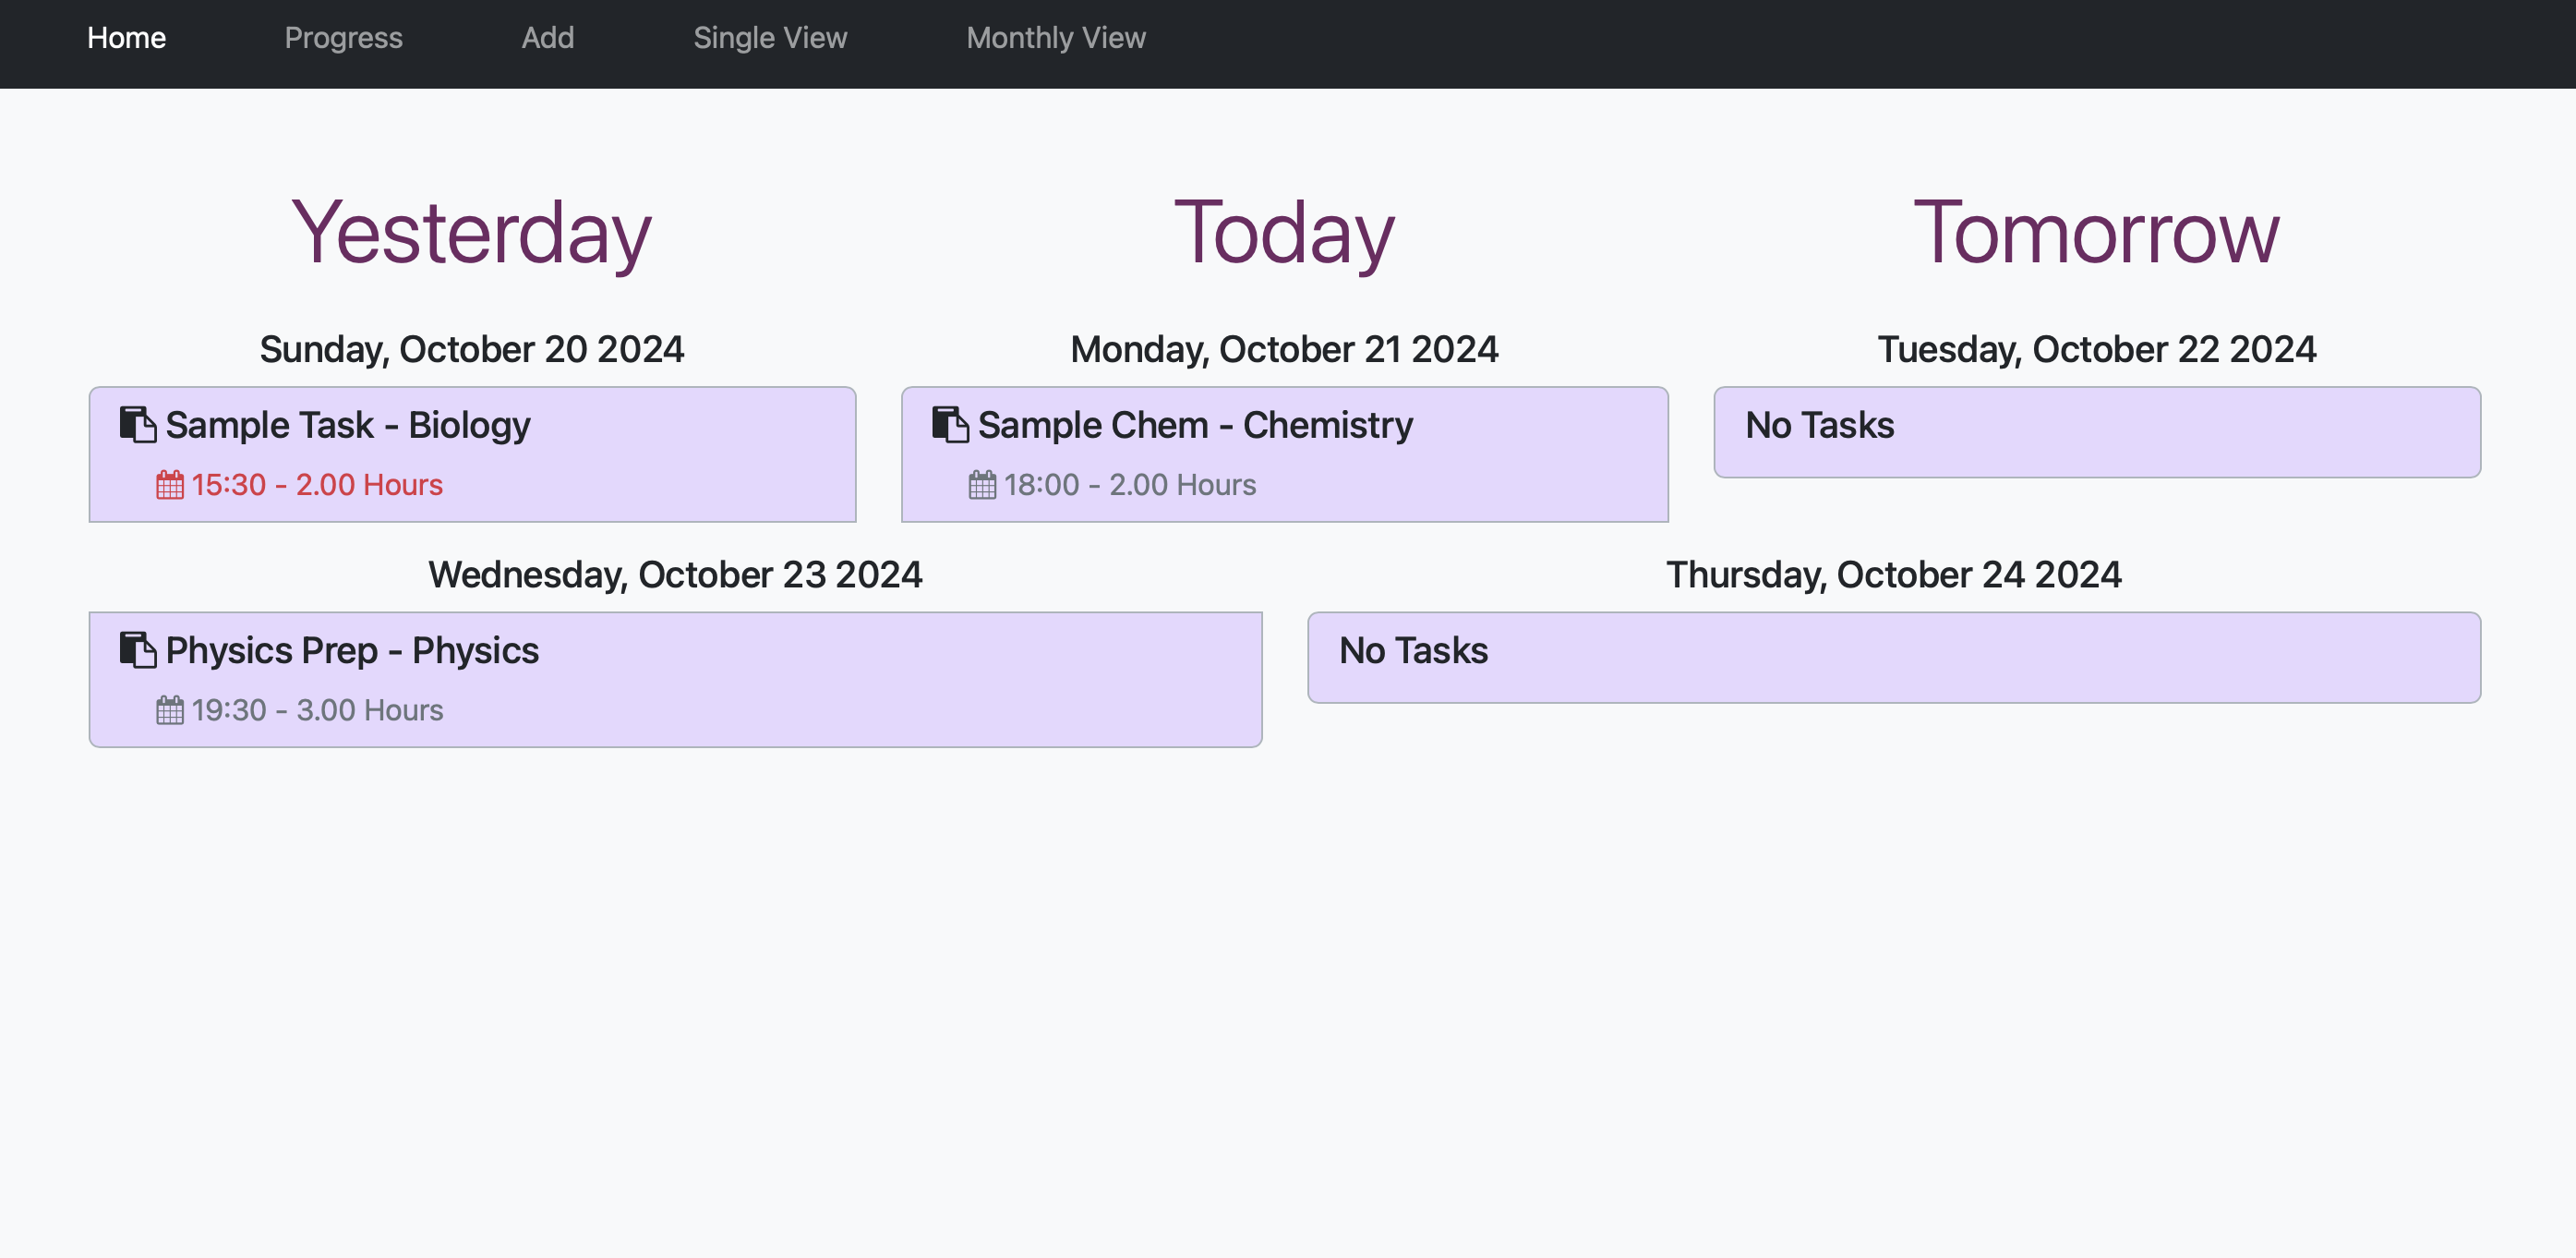 Home Progress Add Single View Monthly View
Yesterday
Today
Tomorrow
Sunday, October 20 2024
Sample Task - Biology
15:30 - 2.00 Hours
Monday, October 21 2024
Sample Chem - Chemistry
18:00 - 2.00 Hours
Tuesday, October 22 2024
No Tasks
Wednesday, October 23 2024
Physics Prep - Physics
19:30 - 3.00 Hours
Thursday, October 24 2024
No Tasks